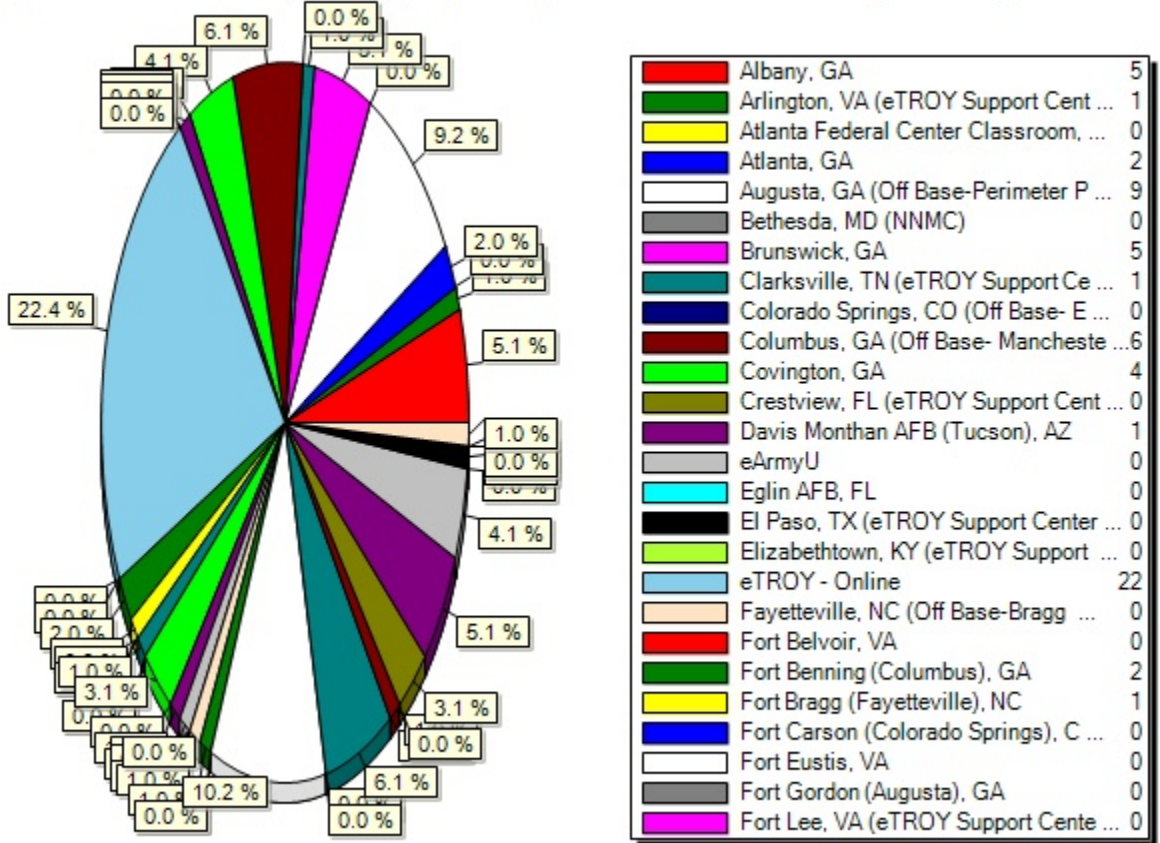 0.0 %
6.1 %
4.1 %
0.0 %
0.0 %
9.2 %
2.0 %
22.4 %
5.1 %
1.0 %
0.0 %
4.1 %
5.1 %
2.0 %
1.0 %
3.1 %
3.1 %
0.0 %
0.0 %
6.1 %
10.2 %
0.0 %
0.0 %
Albany, GA 5
Arlington, VA (eTROY Support Cent ... 1
Atlanta Federal Center Classroom, ... 0
Atlanta, GA 2
Augusta, GA (Off Base-Perimeter P ... 9
Bethesda, MD (NNMC) 0
Brunswick, GA 5
Clarksville, TN (eTROY Support Ce ... 1
Colorado Springs, CO (Off Base- E ... 0
Columbus, GA (Off Base- Mancheste ...6
Covington, GA 4
Crestview, FL (eTROY Support Cent ... 0
Davis Monthan AFB (Tucson), AZ 1
eArmyU 0
Eglin AFB, FL 0
El Paso, TX (eTROY Support Center ... 0
Elizabethtown, KY (eTROY Support ... 0
eTROY - Online 22
Fayetteville, NC (Off Base-Bragg ... 0
Fort Belvoir, VA 0
Fort Benning (Columbus), GA 2
Fort Bragg (Fayetteville), NC 1
Fort Carson (Colorado Springs), C ... 0
Fort Eustis, VA 0
Fort Gordon (Augusta), GA 0
Fort Lee, VA (eTROY Support Cente ... 0